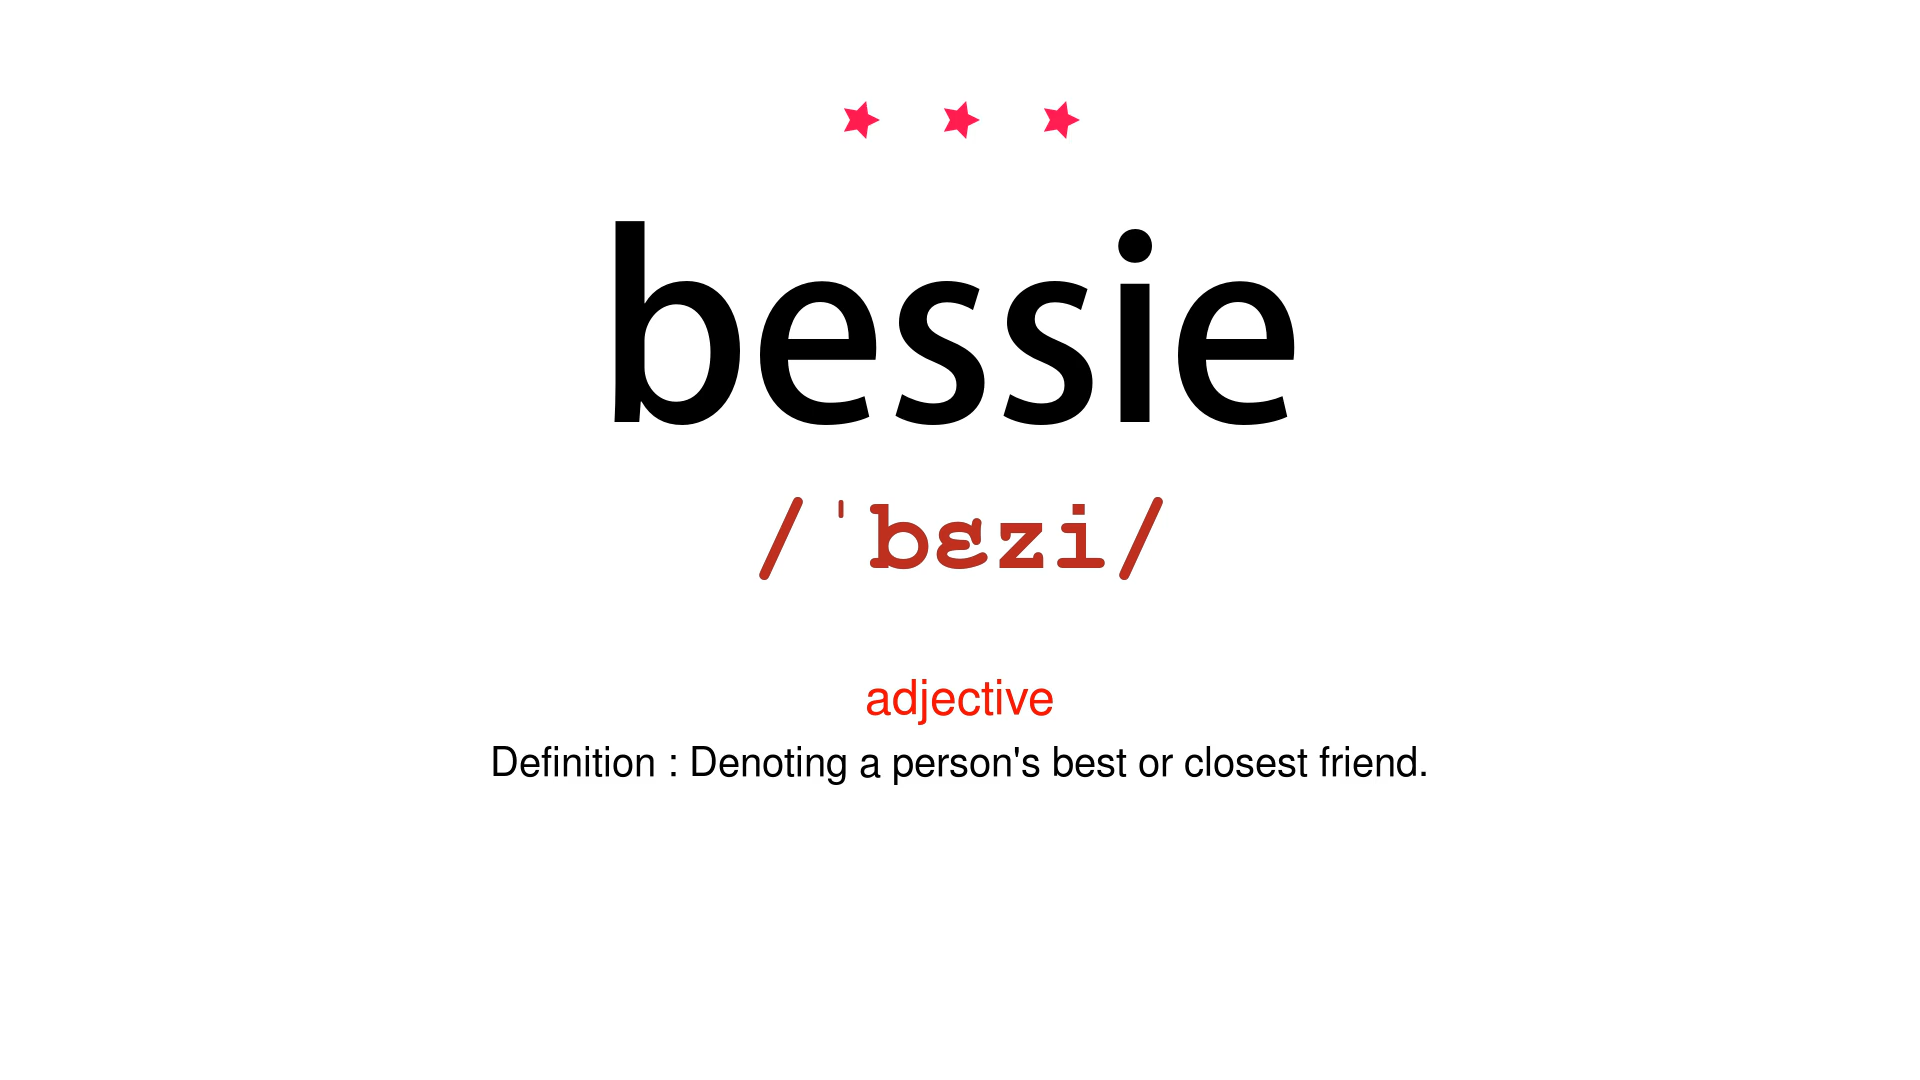 bessie
/ˈbɛzi/
adjective
Definition : Denoting a person's best or closest friend.